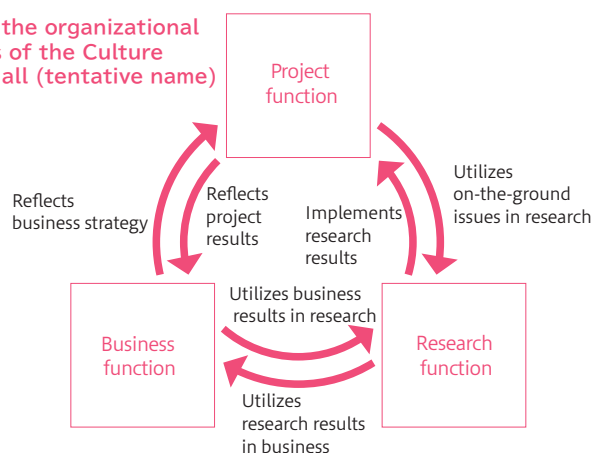 the organizational
s of the Culture
all (tentative name)
Project
function
Reflects
business strategy
Reflects
project
results
Implements
research
results
Utilizes
on-the-ground
issues in research
Business
function
Utilizes business
results in research
Research
function
Utilizes
research results
in business